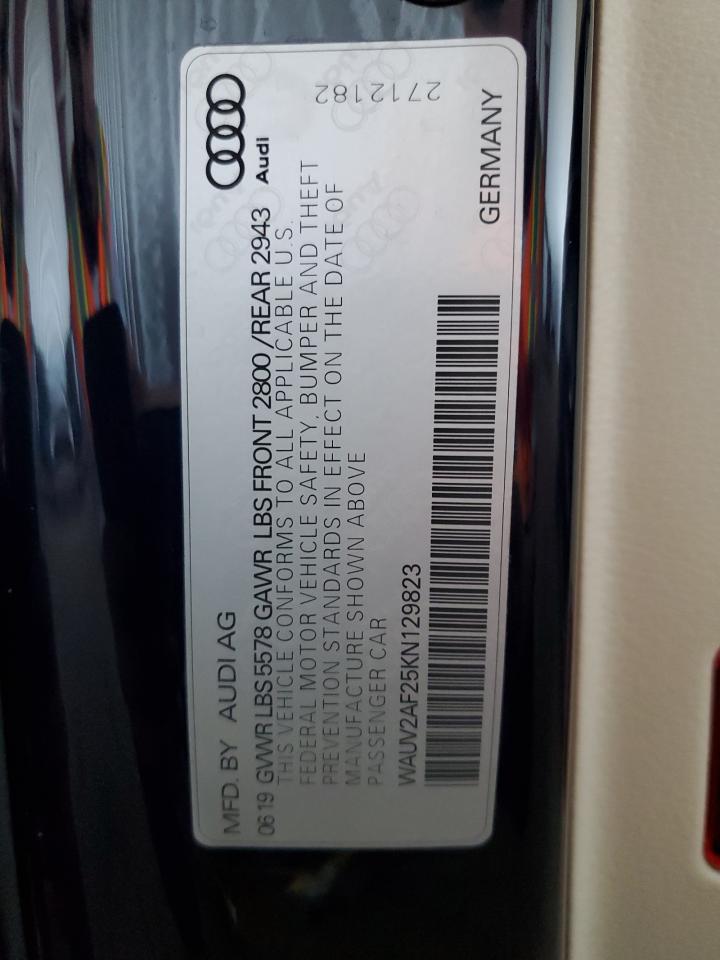 MFD. BY AUDI AG
Audi
06 19 GVWR LBS 5578 GAWR LBS FRONT 2800 /REAR 2943
THIS VEHICLE CONFORMS TO ALL APPLICABLE U.S.
FEDERAL MOTOR VEHICLE SAFETY, BUMPER AND THEFT
PREVENTION STANDARDS IN EFFECT ON THE DATE OF
MANUFACTURE SHOWN ABOVE
PASSENGER CAR
2712182
WAUV2AF25KN129823
GERMANY